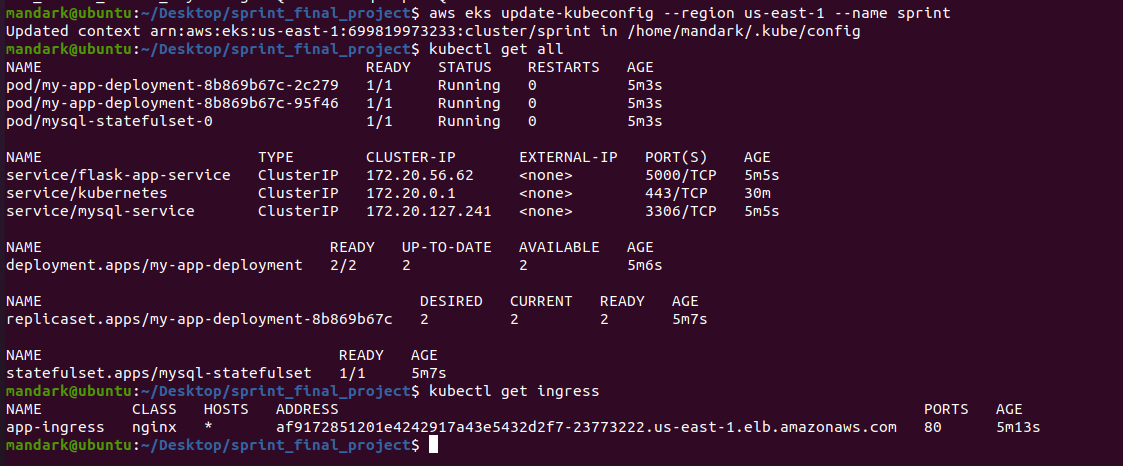 mandark@ubuntu:~/Desktop/sprint_final_project$ aws eks update-kubeconfig --region us-east-1 --name sprint
Updated context arn:aws:eks:us-east-1:699819973233:cluster/sprint in /home/mandark/.kube/config
mandark@ubuntu:~/Desktop/sprint_final_project$ kubectl get all
NAME READY STATUS RESTARTS AGE
pod/my-app-deployment-8b869b67c-2c279 1/1 Running 0 5m3s
pod/my-app-deployment-8b869b67c-95f46 1/1 Running 0 5m3s
pod/mysql-statefulset-0 1/1 Running 0 5m3s
NAME TYPE CLUSTER-IP EXTERNAL-IP PORT(S) AGE
service/flask-app-service ClusterIP 172.20.56.62 <none> 5000/TCP 5m5s
service/kubernetes ClusterIP 172.20.0.1 <none> 443/TCP 30m
service/mysql-service ClusterIP 172.20.127.241 <none> 3306/TCP 5m5s
NAME READY UP-TO-DATE AVAILABLE AGE
deployment.apps/my-app-deployment 2/2 2 2 5m6s
NAME DESIRED CURRENT READY AGE
replicaset.apps/my-app-deployment-8b869b67c 2 2 2 5m7s
NAME READY AGE
statefulset.apps/mysql-statefulset 1/1 5m7s
mandark@ubuntu:~/Desktop/sprint_final_project$ kubectl get ingress
NAME CLASS HOSTS ADDRESS PORTS AGE
app-ingress nginx * af9172851201e4242917a43e5432d2f7-23773222.us-east-1.elb.amazonaws.com 80 5m13s
mandark@ubuntu:~/Desktop/sprint_final_project$